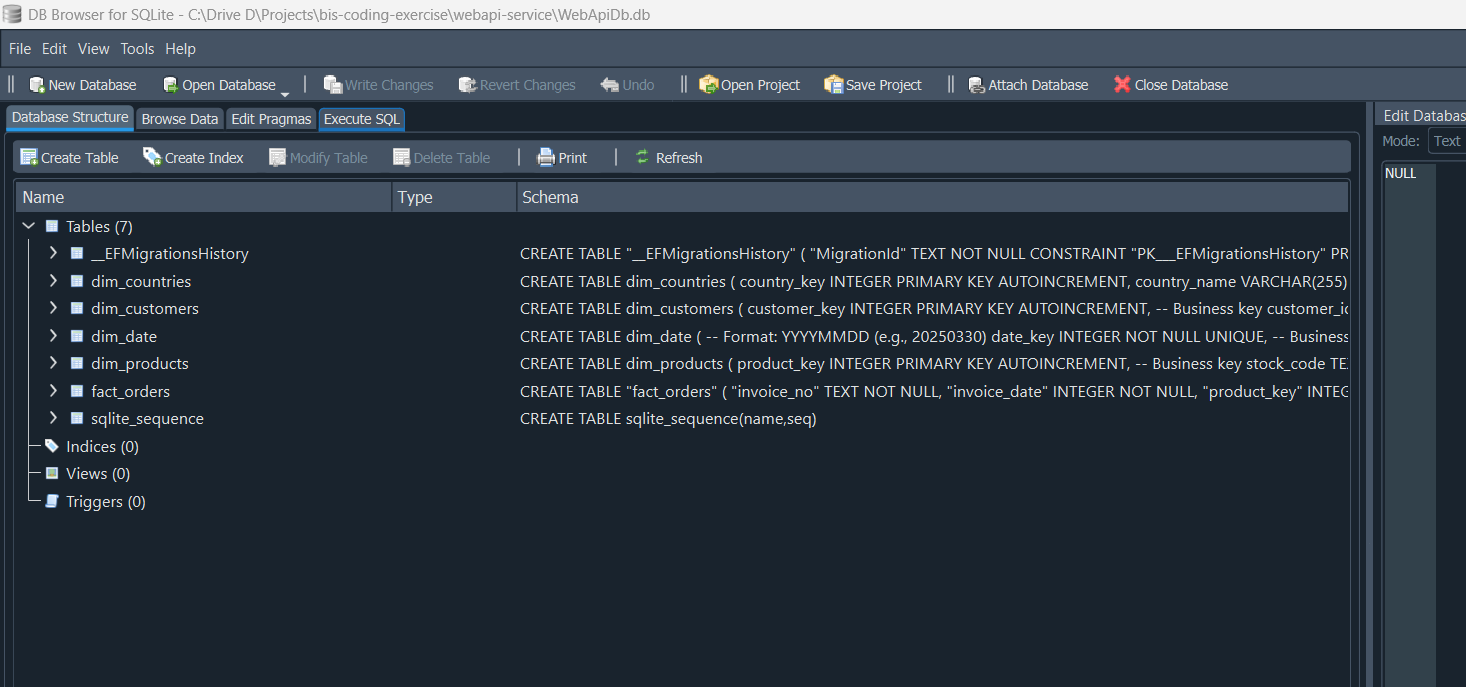 DB Browser for SQLite - C:\Drive D\Projects\bis-coding-exercise\webapi-service\WebApiDb.db
File Edit View Tools Help
New Database Open Database Write Changes Revert Changes Undo Open Project Save Project Attach Database Close Database
Database Structure Browse Data Edit Pragmas Execute SQL Edit Databas
Create Table Create Index Modify Table Delete Table Print Refresh Mode: Text
NULL
Name Type Schema
Tables (7)
__EFMigrationsHistory CREATE TABLE "__EFMigrationsHistory" ( "MigrationId" TEXT NOT NULL CONSTRAINT "PK___EFMigrationsHistory" PR
dim_countries CREATE TABLE dim_countries ( country_key INTEGER PRIMARY KEY AUTOINCREMENT, country_name VARCHAR(255)
dim_customers CREATE TABLE dim_customers ( customer_key INTEGER PRIMARY KEY AUTOINCREMENT, -- Business key customer_i
dim_date CREATE TABLE dim_date ( -- Format: YYYYMMDD (e.g., 20250330) date_key INTEGER NOT NULL UNIQUE, -- Business
dim_products CREATE TABLE dim_products ( product_key INTEGER PRIMARY KEY AUTOINCREMENT, -- Business key stock_code TE
fact_orders CREATE TABLE "fact_orders" ( "invoice_no" TEXT NOT NULL, "invoice_date" INTEGER NOT NULL, "product_key" INTEG
sqlite_sequence CREATE TABLE sqlite_sequence(name,seq)
Indices (0)
Views (0)
Triggers (0)